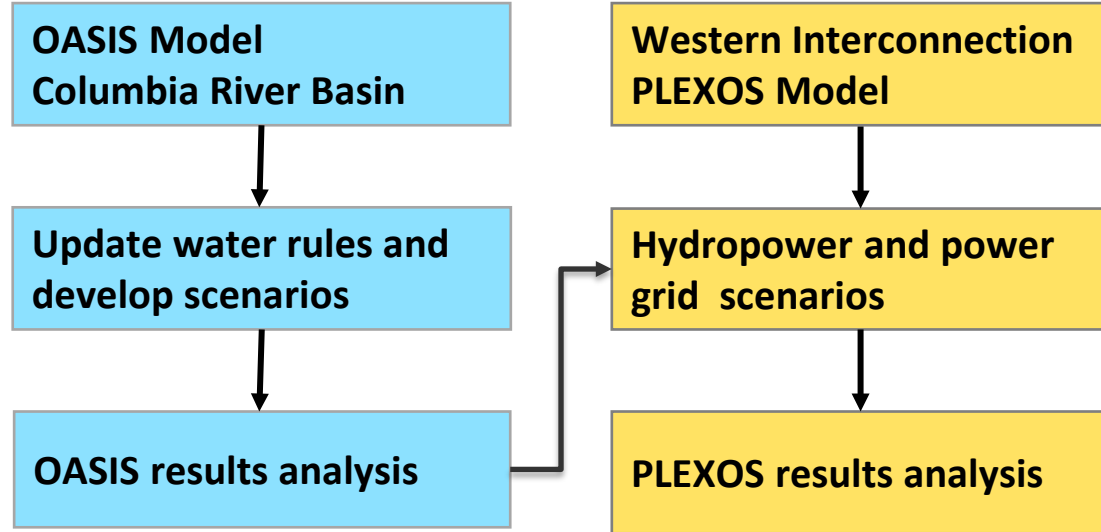 OASIS Model
Columbia River Basin
Update water rules and
develop scenarios
OASIS results analysis
Western Interconnection
PLEXOS Model
Hydropower and power
grid  scenarios
PLEXOS results analysis